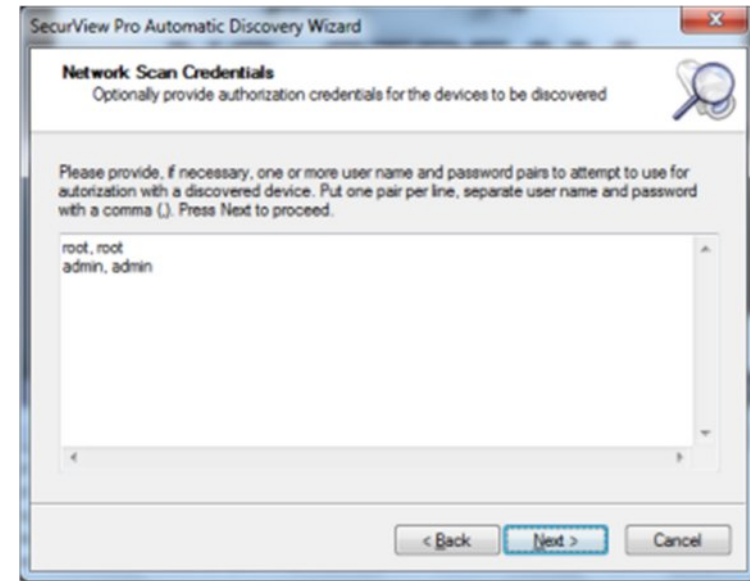 SecurView Pro Automatic Discovery Wizard
Network Scan Credentials
Optionally provide authorization credentials for the devices to be discovered
Please provide, if necessary, one or more user name and password pairs to attempt to use for
autorization with a discovered device. Put one pair per line, separate user name and password
with a comma (,). Press Next to proceed.
root, root
admin, admin
< Back
Next >
Cancel